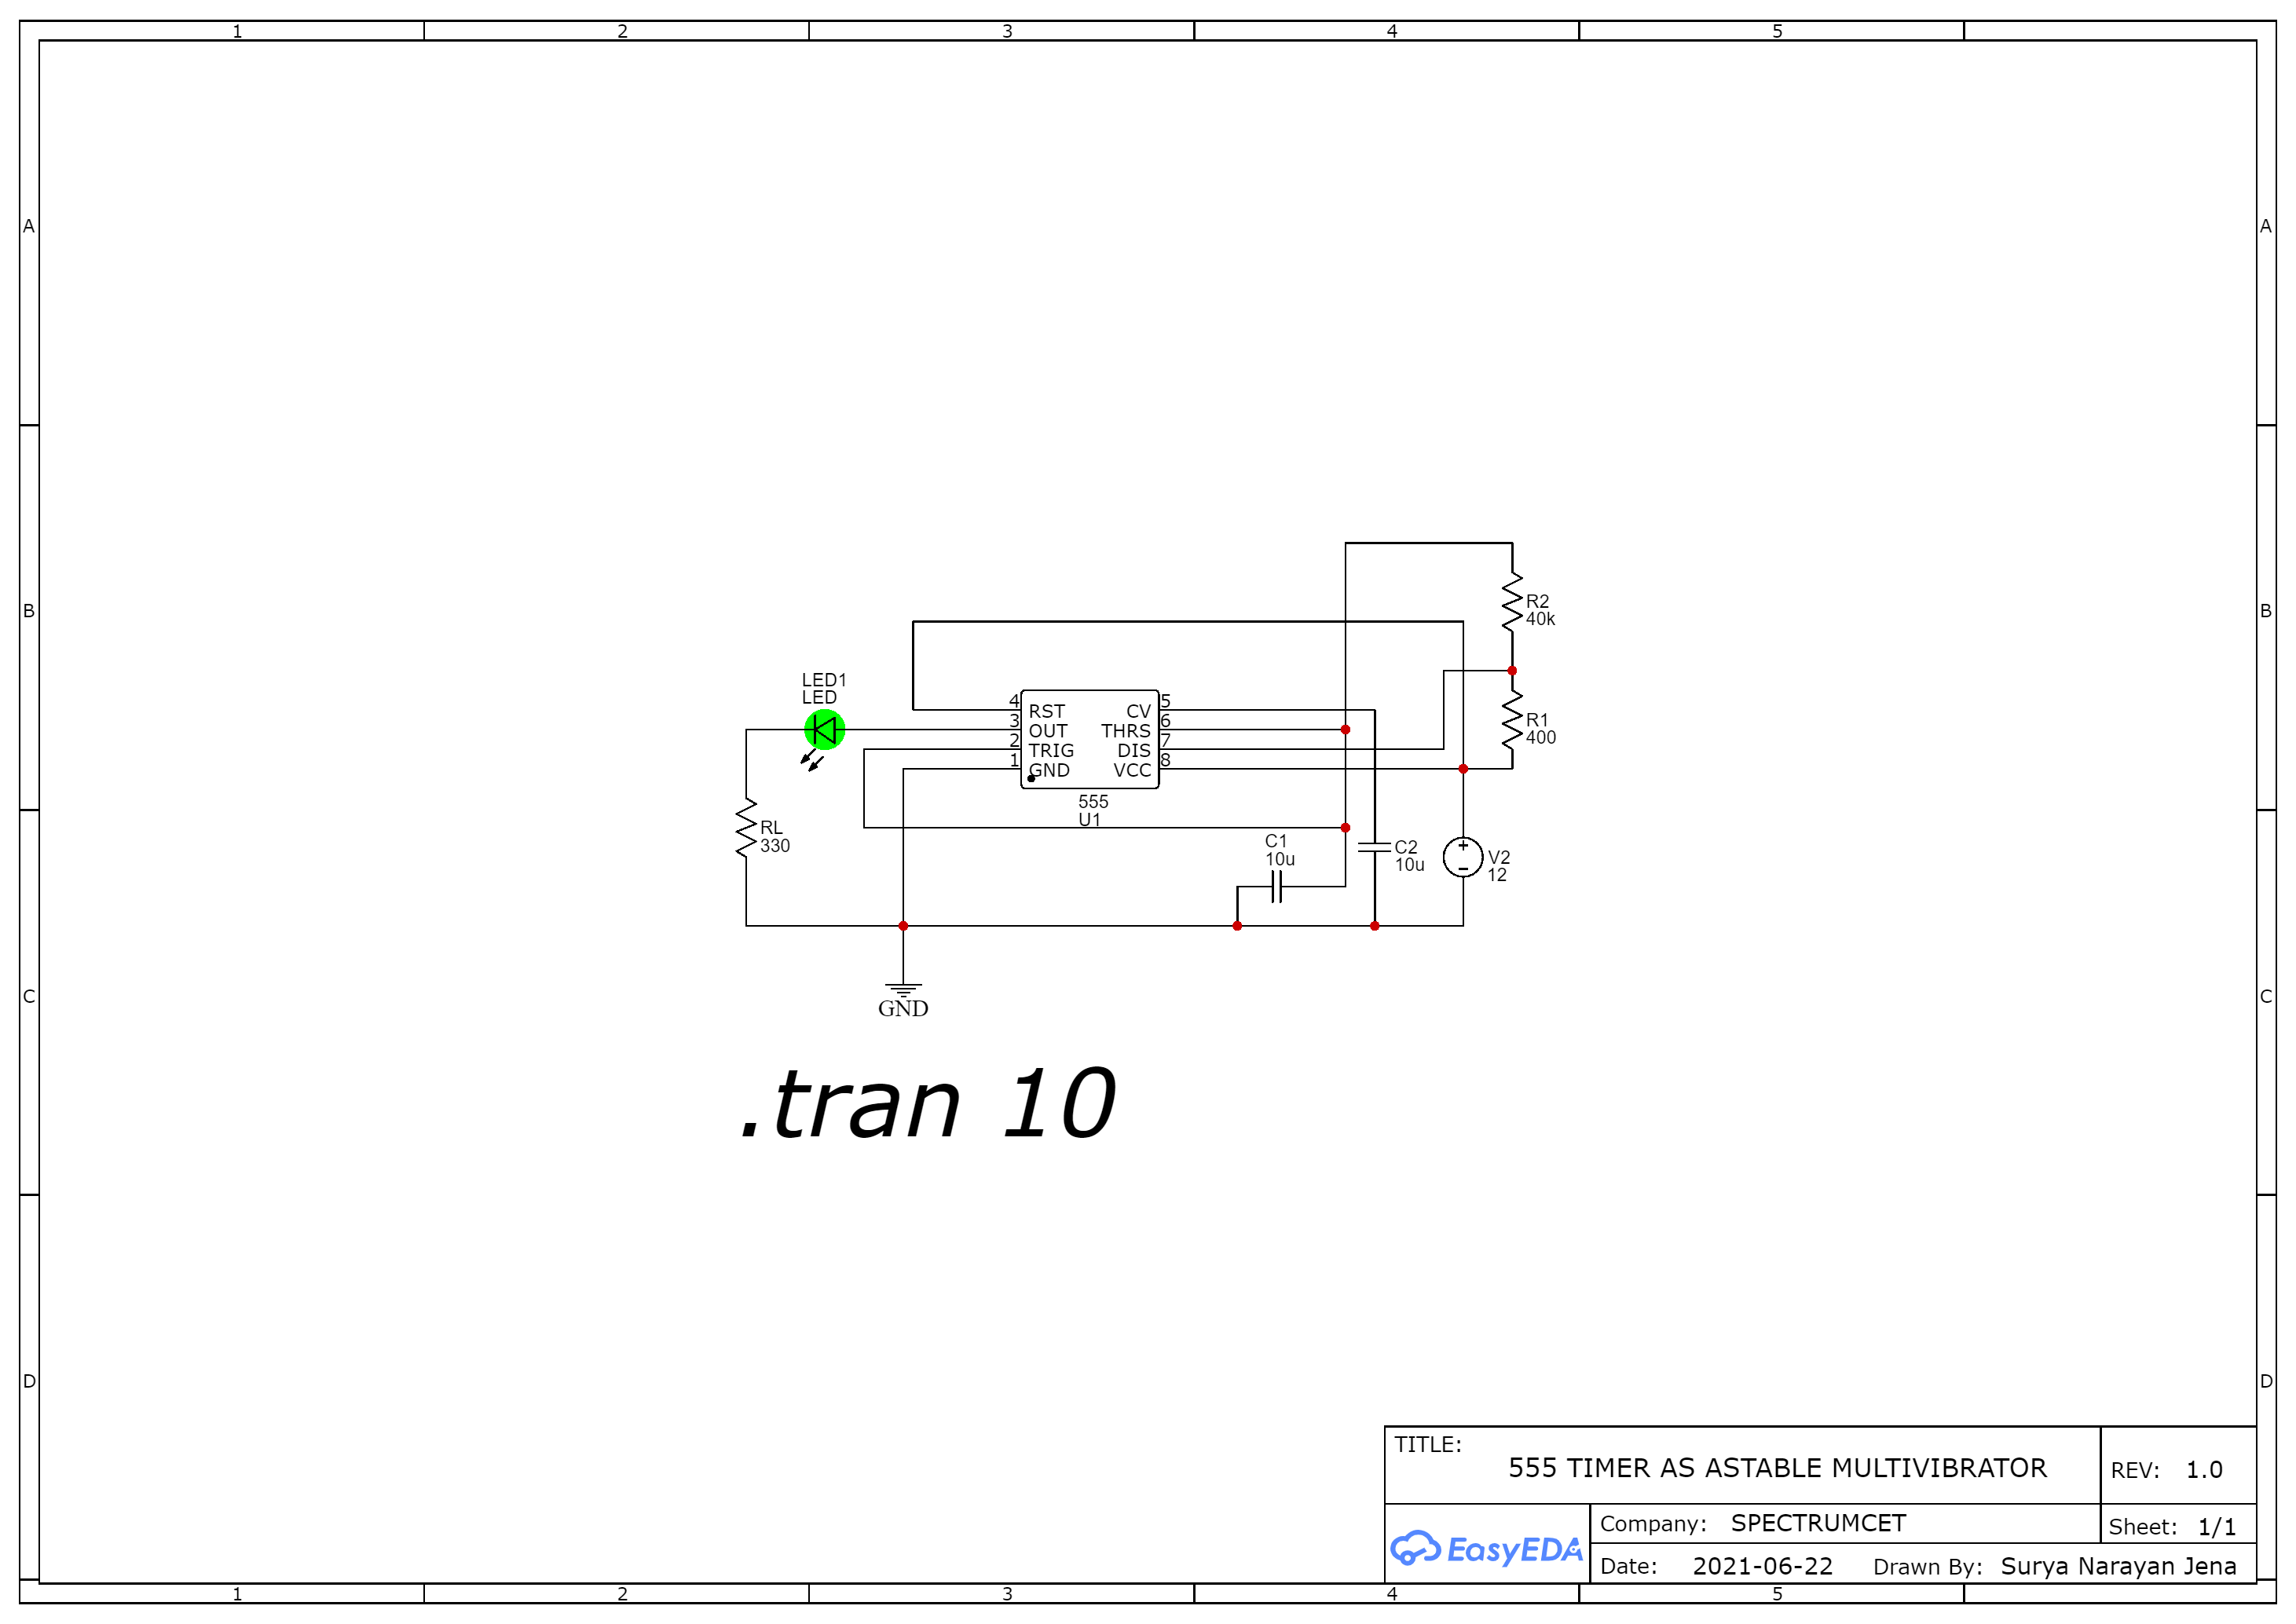 1 2 3 4 5
A A
B B
C C
D D
R2
40k
R1
400
LED1
LED
4 RST CV 5
3 OUT THRS 6
2 TRIG DIS 7
1 GND VCC 8
555
U1
RL
330
C1
10u
C2
10u
+
-
V2
12
GND
.tran 10
TITLE:
555 TIMER AS ASTABLE MULTIVIBRATOR
REV: 1.0
EasyEDA
Company: SPECTRUMCET
Sheet: 1/1
Date: 2021-06-22 Drawn By: Surya Narayan Jena
1 2 3 4 5